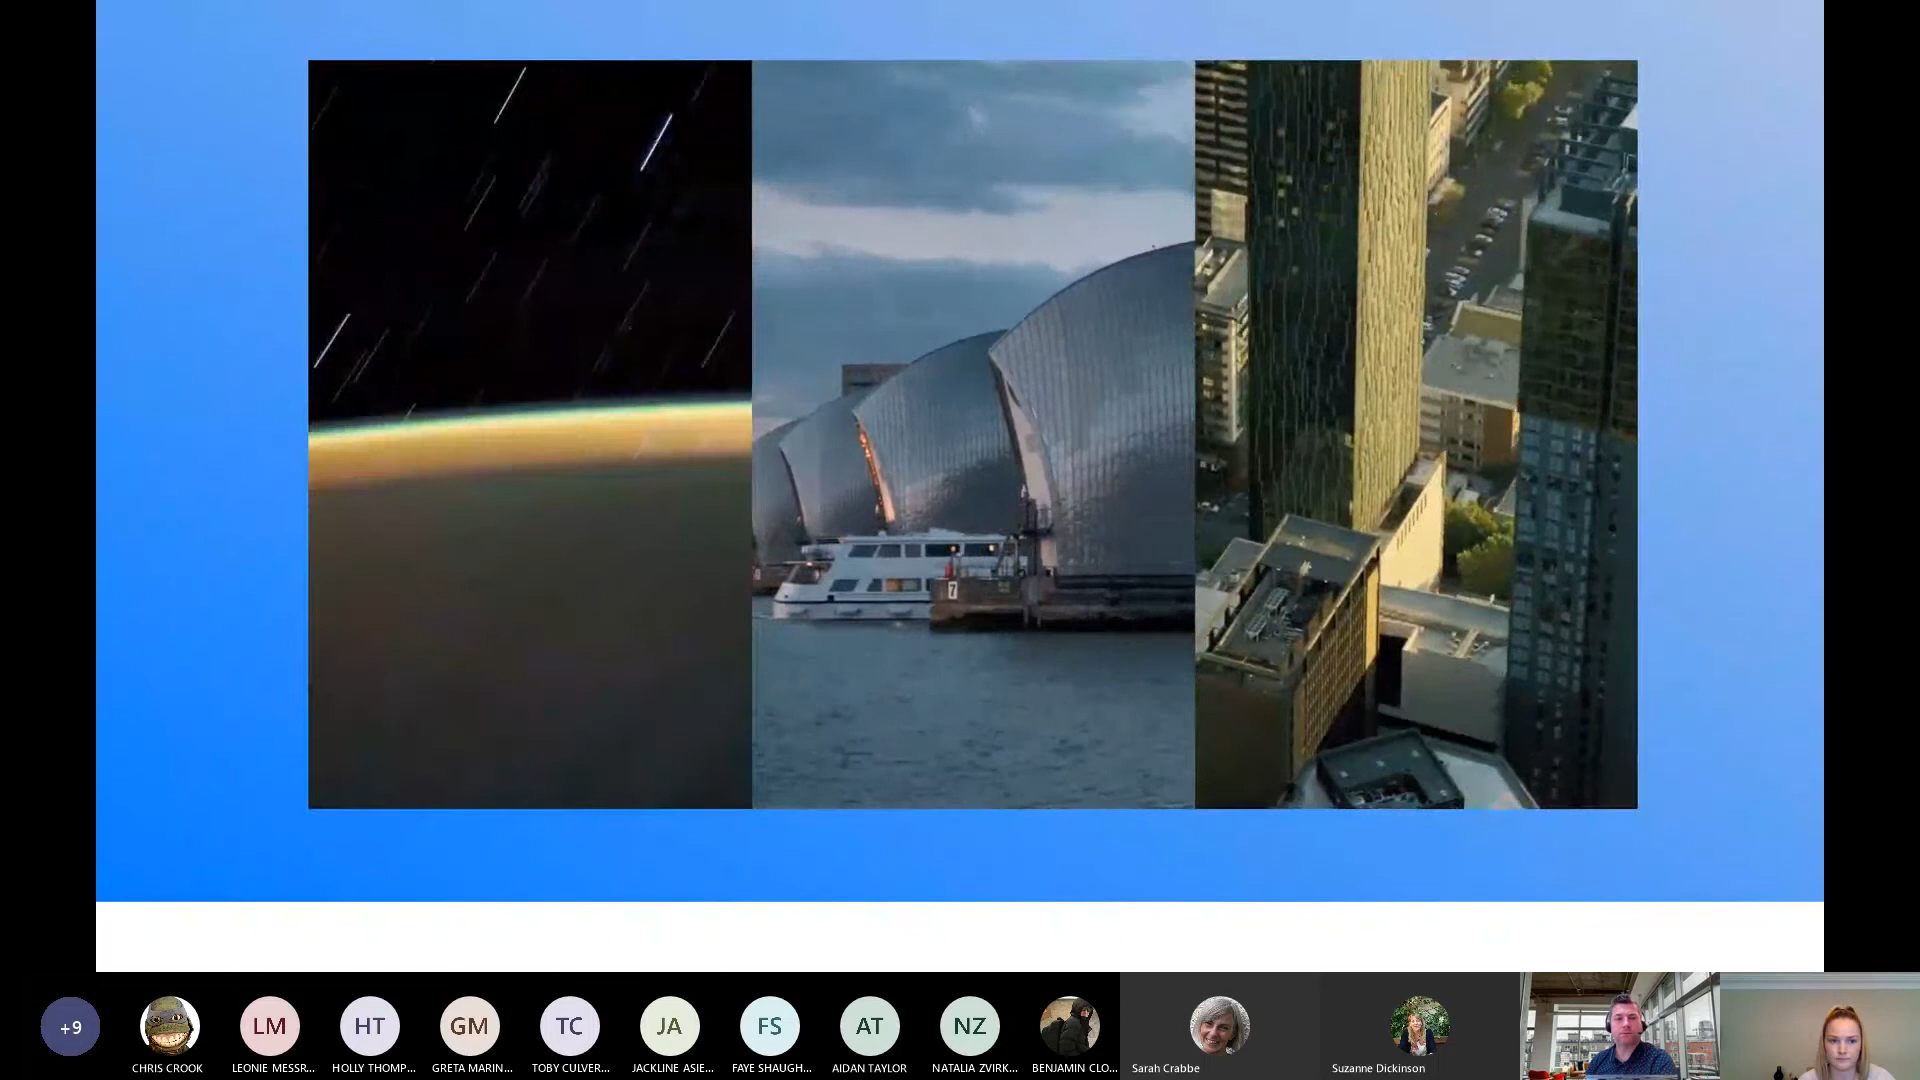 7
+9
LM
HT
GM
TC
JA
FS
AT
NZ
CHRIS CROOK
LEONIE MESSR...
HOLLY THOMP...
GRETA MARIN...
TOBY CULVER...
JACKLINE ASIE...
FAYE SHAUGH...
AIDAN TAYLOR
NATALIA ZVIRK...
BENJAMIN CLO...
Sarah Crabbe
Suzanne Dickinson